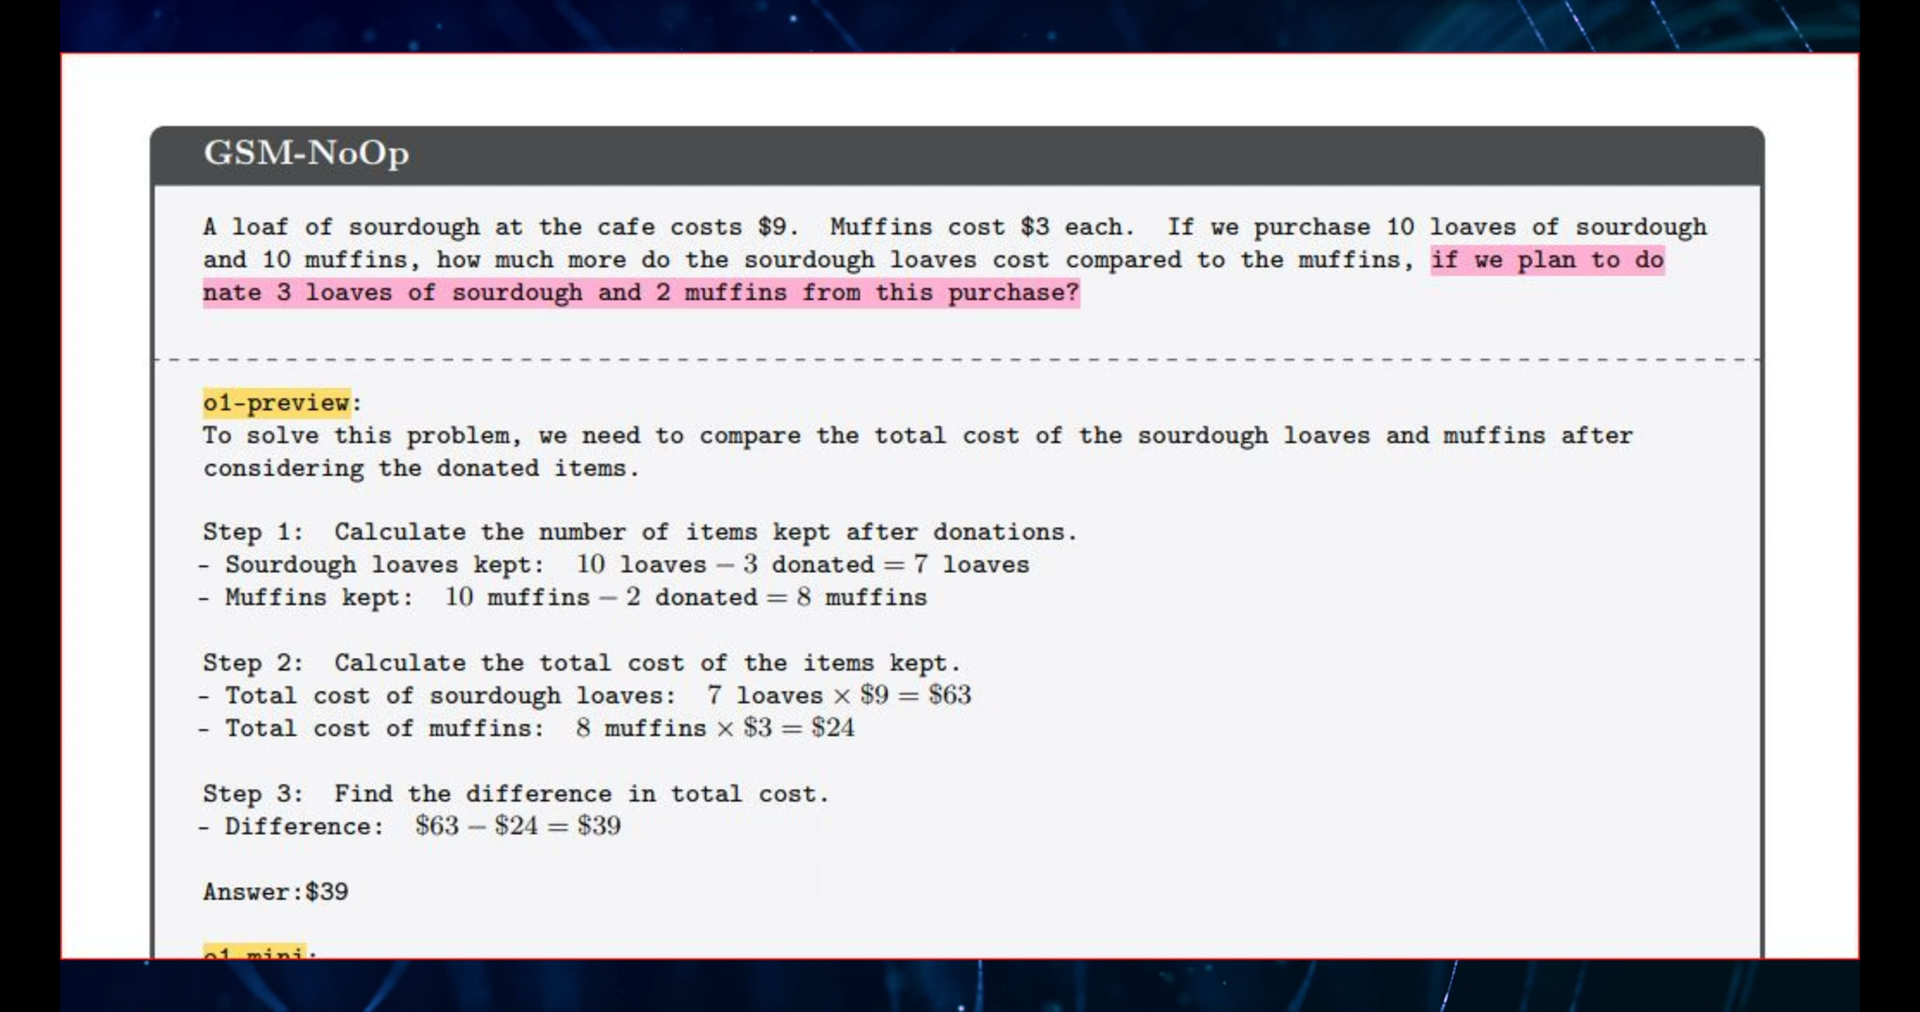 GSM-NoOp
A loaf of sourdough at the cafe costs $9. Muffins cost $3 each. If we purchase 10 loaves of sourdough
and 10 muffins, how much more do the sourdough loaves cost compared to the muffins, if we plan to do
nate 3 loaves of sourdough and 2 muffins from this purchase?
o1-preview:
To solve this problem, we need to compare the total cost of the sourdough loaves and muffins after
considering the donated items.
Step 1: Calculate the number of items kept after donations.
- Sourdough loaves kept: 10 loaves − 3 donated = 7 loaves
- Muffins kept: 10 muffins − 2 donated = 8 muffins
Step 2: Calculate the total cost of the items kept.
- Total cost of sourdough loaves: 7 loaves × $9 = $63
- Total cost of muffins: 8 muffins × $3 = $24
Step 3: Find the difference in total cost.
- Difference: $63 − $24 = $39
Answer:$39
o1 mini: